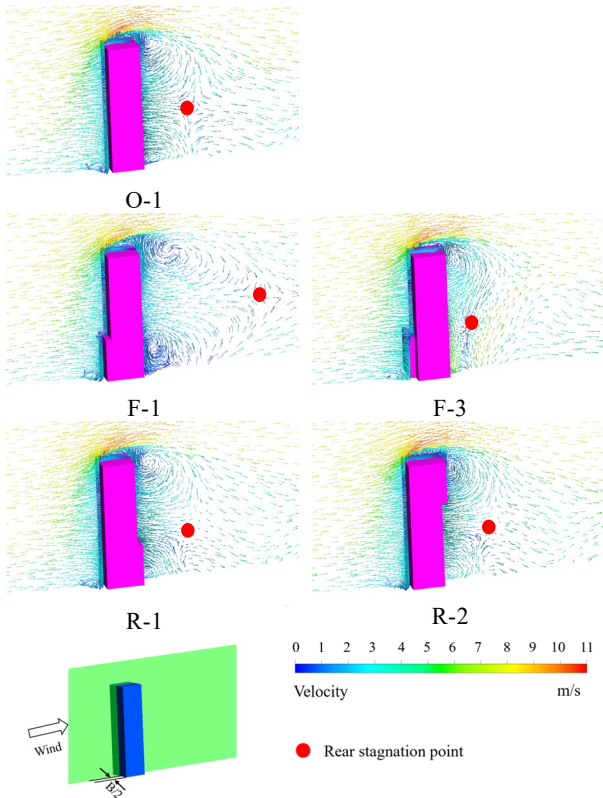 O-1
F-1 F-3
R-1 R-2
0 1 2 3 4 5 6 7 8 9 10 11
Velocity m/s
Wind
B/2
Rear stagnation point